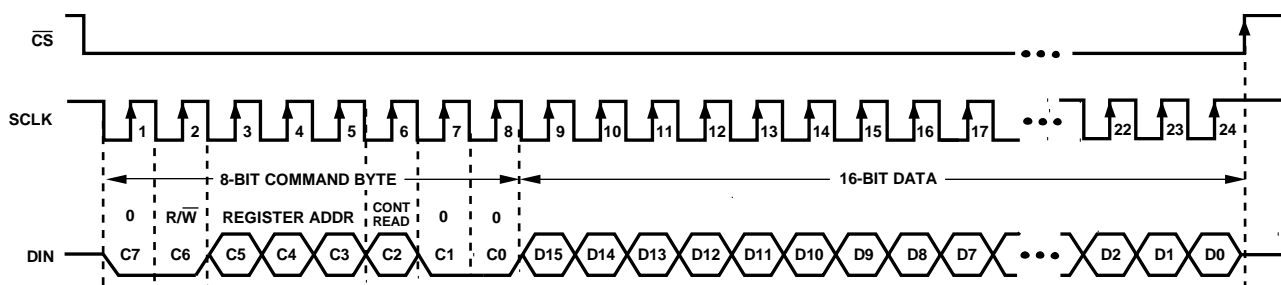 CS
SCLK
1 2 3 4 5 6 7 8 9 10 11 12 13 14 15 16 17 22 23 24
8-BIT COMMAND BYTE 16-BIT DATA
0 R/W REGISTER ADDR CONT READ 0 0
DIN C7 C6 C5 C4 C3 C2 C1 C0 D15 D14 D13 D12 D11 D10 D9 D8 D7 D2 D1 D0